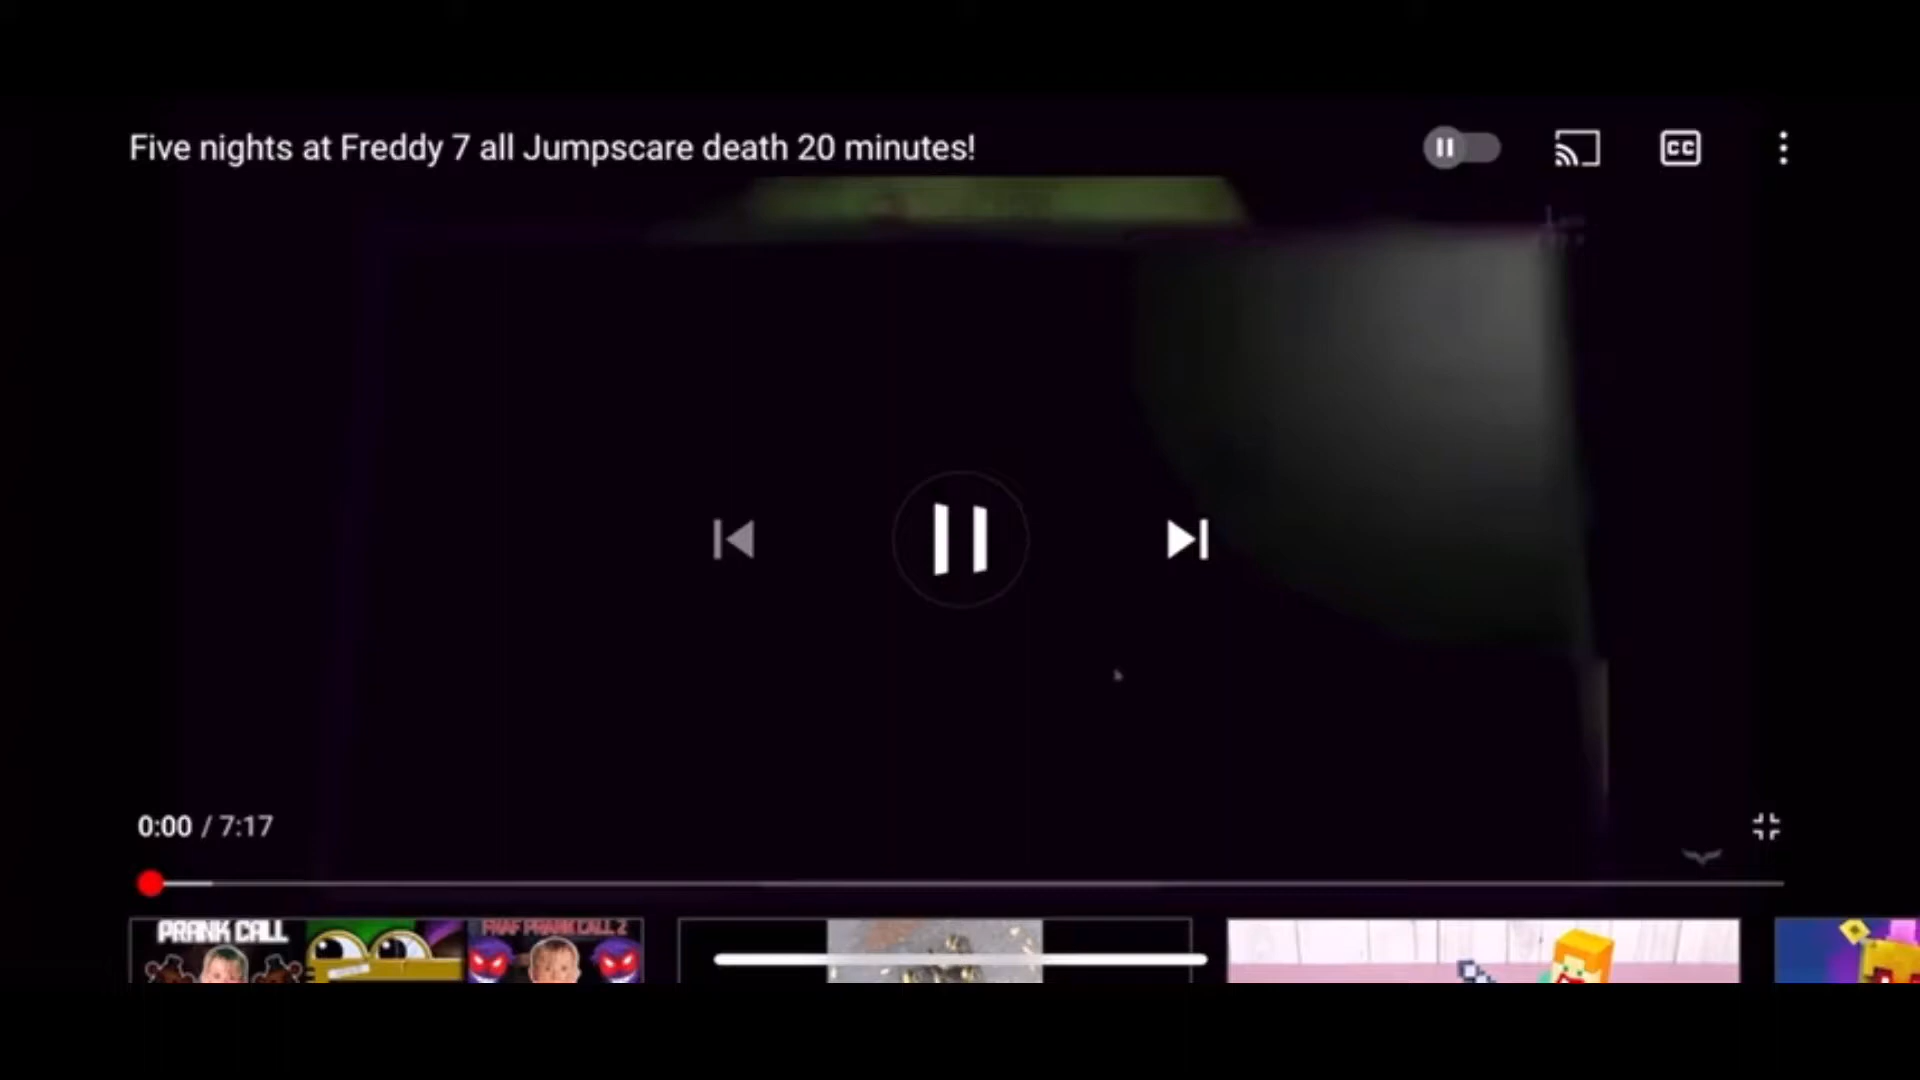 Five nights at Freddy 7 all Jumpscare death 20 minutes!
CC
0:00 / 7:17
PRANK CALL
FNAF PRANK CALL 2